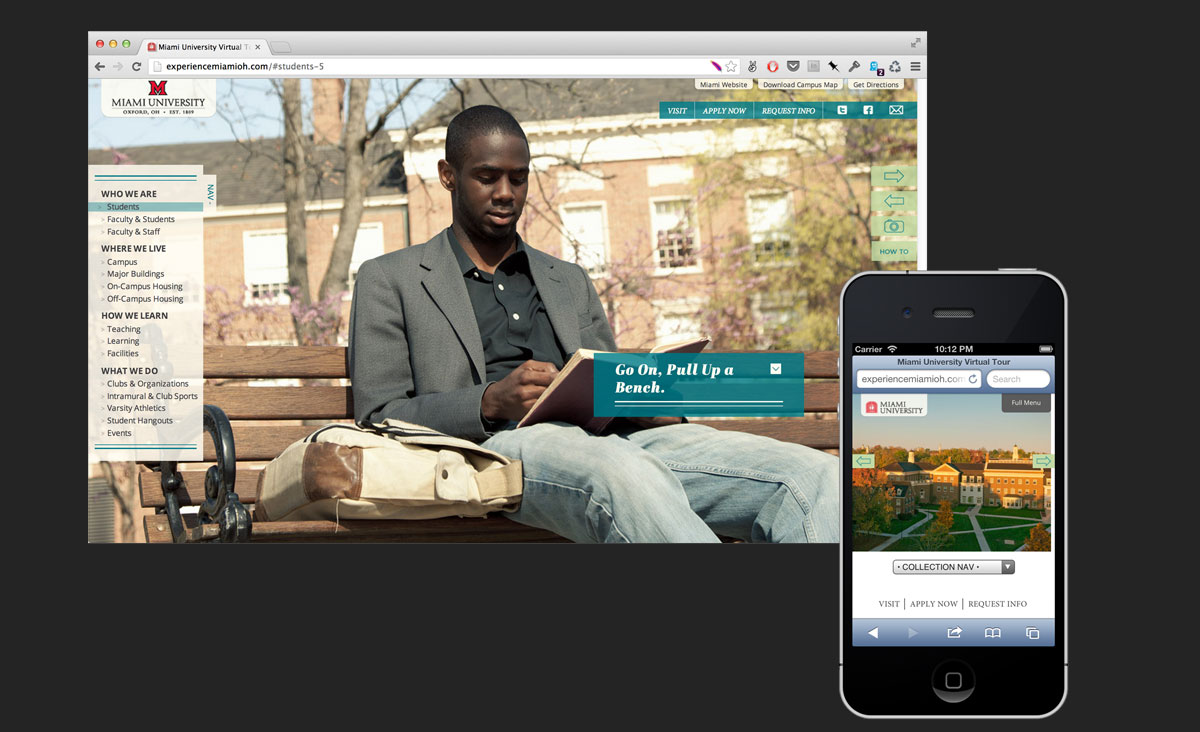 Miami University Virtual T
experiencemiamioh.com/#students-5
2
M
MIAMI UNIVERSITY
OXFORD, OH • EST. 1809
Miami Website
Download Campus Map
Get Directions
VISIT
APPLY NOW
REQUEST INFO
NAV -
WHO WE ARE
Students
Faculty & Students
Faculty & Staff
WHERE WE LIVE
Campus
Major Buildings
On-Campus Housing
Off-Campus Housing
HOW WE LEARN
Teaching
Learning
Facilities
WHAT WE DO
Clubs & Organizations
Intramural & Club Sports
Varsity Athletics
Student Hangouts
Events
HOW TO
Go On, Pull Up a
Bench.
Carrier
10:12 PM
Miami University Virtual Tour
experiencemiamioh.com
Search
MIAMI
UNIVERSITY
Full Menu
• COLLECTION NAV •
VISIT | APPLY NOW | REQUEST INFO